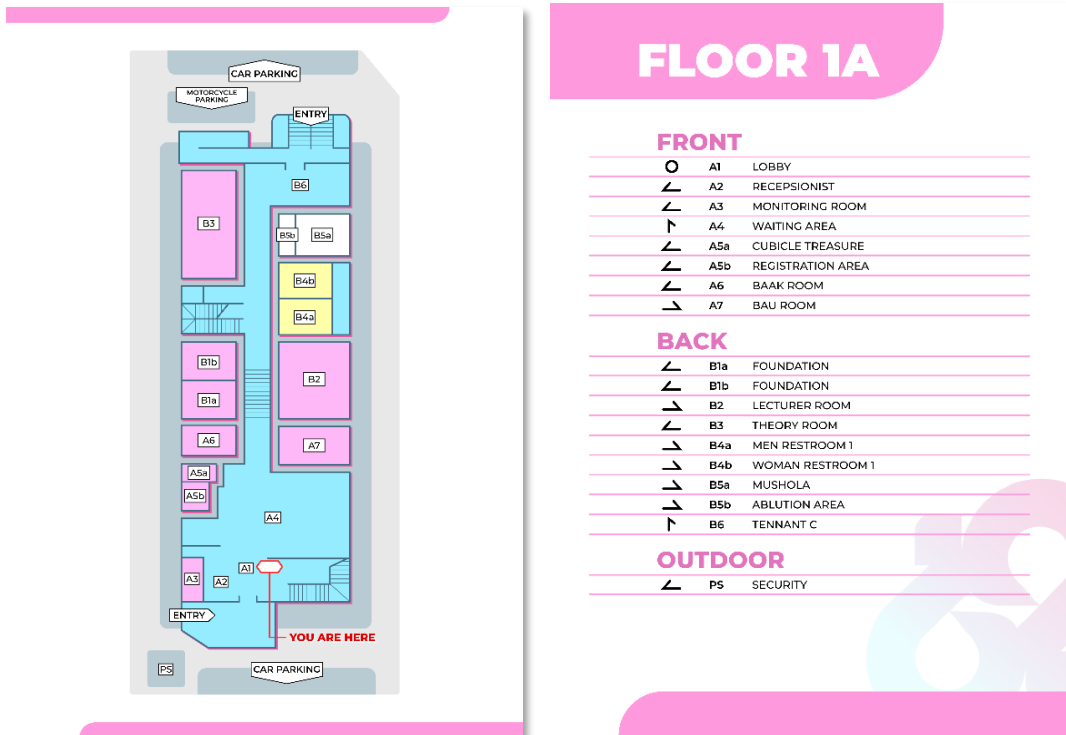 CAR PARKING
MOTORCYCLE
PARKING
ENTRY
B6
B3
B5b
B5a
B4b
B4a
B1b
B2
B1a
A6
A7
A5a
A5b
A4
A1
A3
A2
ENTRY
YOU ARE HERE
PS
CAR PARKING
FLOOR 1A
FRONT
A1 LOBBY
A2 RECEPSIONIST
A3 MONITORING ROOM
A4 WAITING AREA
A5a CUBICLE TREASURE
A5b REGISTRATION AREA
A6 BAAK ROOM
A7 BAU ROOM
BACK
B1a FOUNDATION
B1b FOUNDATION
B2 LECTURER ROOM
B3 THEORY ROOM
B4a MEN RESTROOM 1
B4b WOMAN RESTROOM 1
B5a MUSHOLA
B5b ABLUTION AREA
B6 TENNANT C
OUTDOOR
PS SECURITY